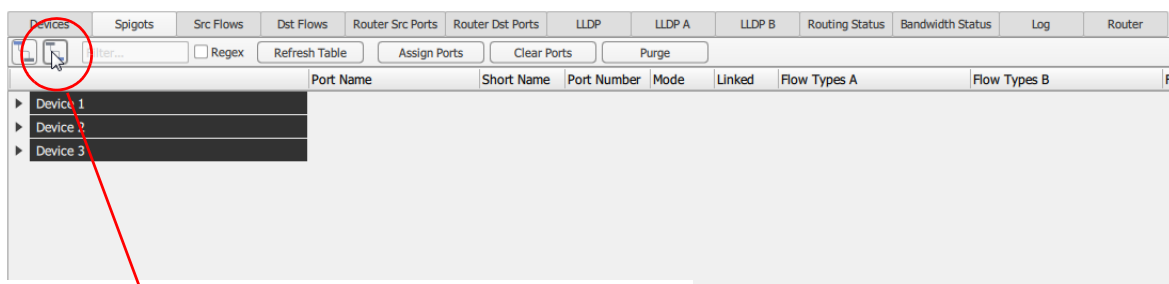 Devices Spigots Src Flows Dst Flows Router Src Ports Router Dst Ports LLDP LLDP A LLDP B Routing Status Bandwidth Status Log Router
Filter... Regex Refresh Table Assign Ports Clear Ports Purge
Port Name Short Name Port Number Mode Linked Flow Types A Flow Types B
Device 1
Device 2
Device 3